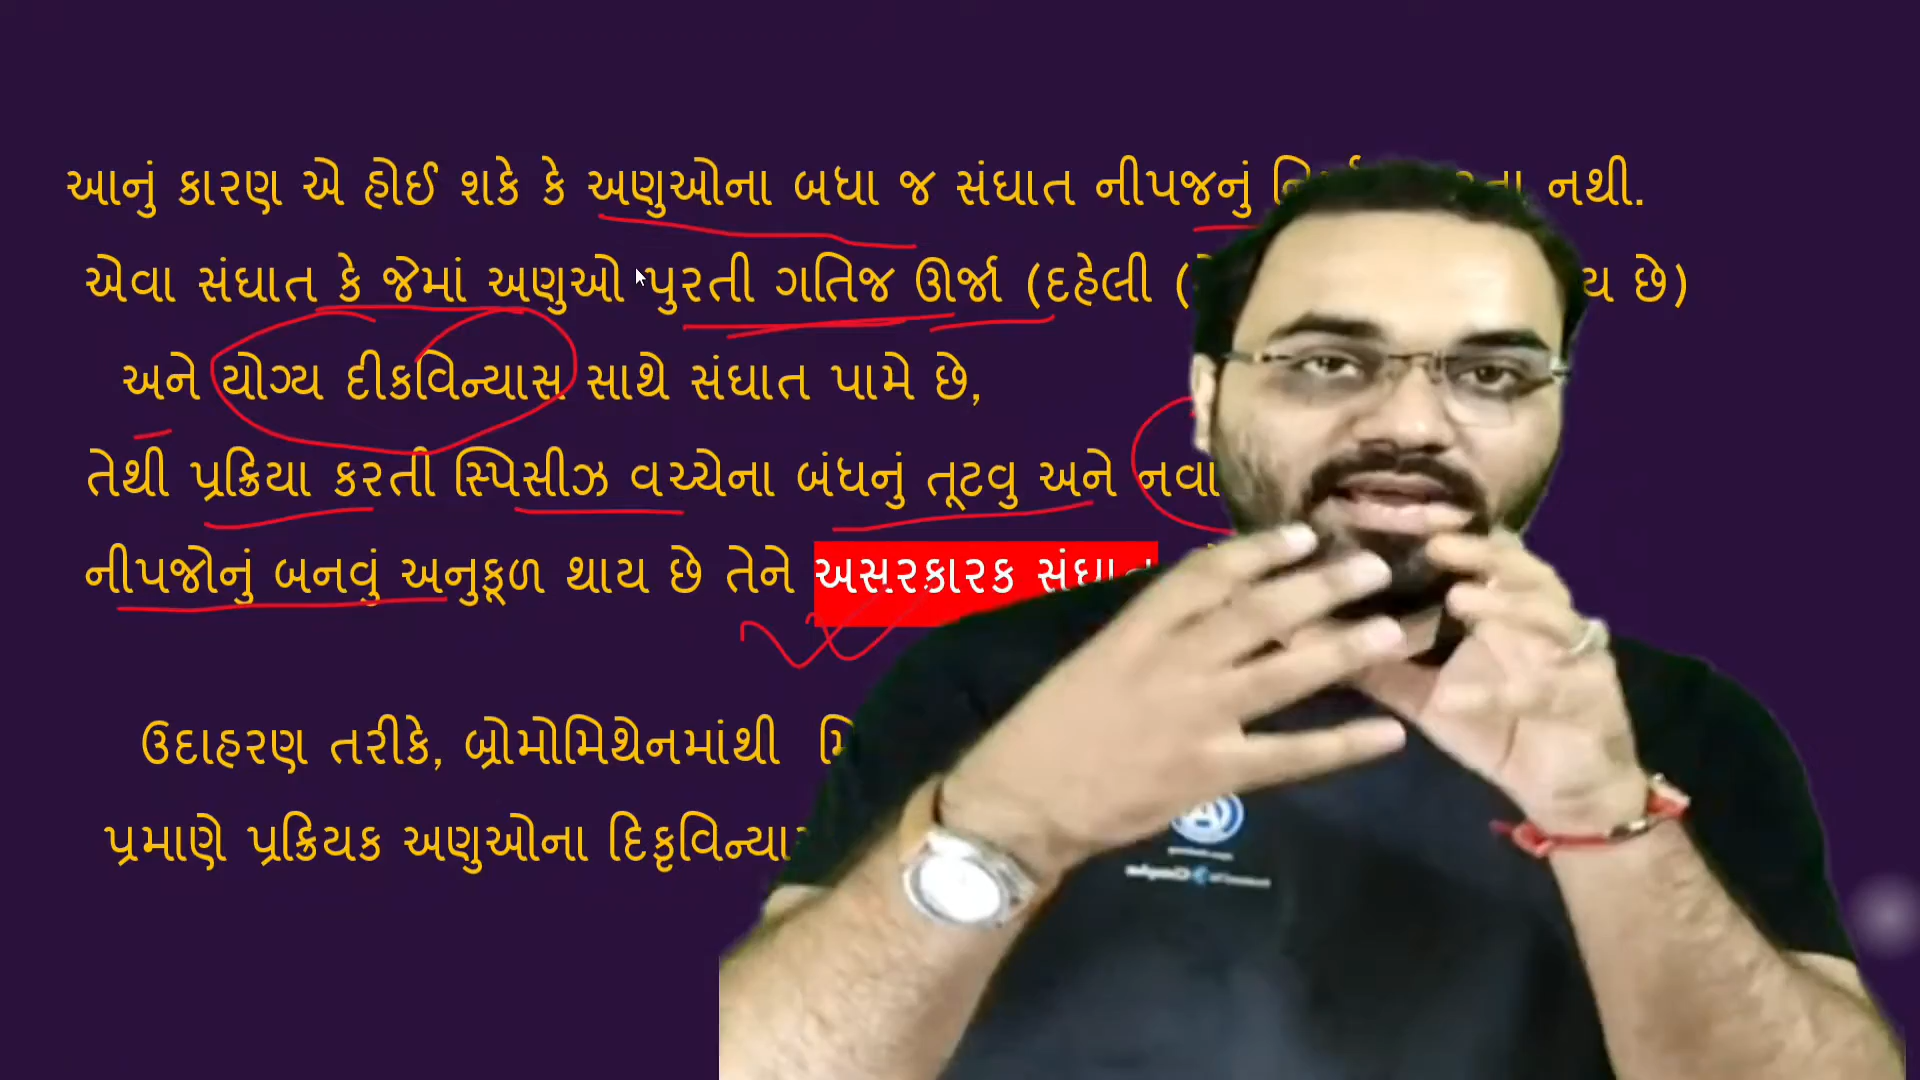 આનું કારણ એ હોઈ શકે કે અણુઓના બધા જ સંઘાત નીપજનું નથી.
એવા સંઘાત કે જેમાં અણુઓ પુરતી ગતિજ ઊર્જા (દહેલી ( છે)
અને યોગ્ય દીકવિન્યાસ સાથે સંઘાત પામે છે,
તેથી પ્રક્રિયા કરતી સ્પિસીઝ વચ્ચેના બંધનું તૂટવુ અને નવા
નીપજોનું બનવું અનુકૂળ થાય છે તેને અસરકારક સંઘાત
ઉદાહરણ તરીકે, બ્રોમોમિથેનમાંથી
પ્રમાણે પ્રક્રિયક અણુઓના